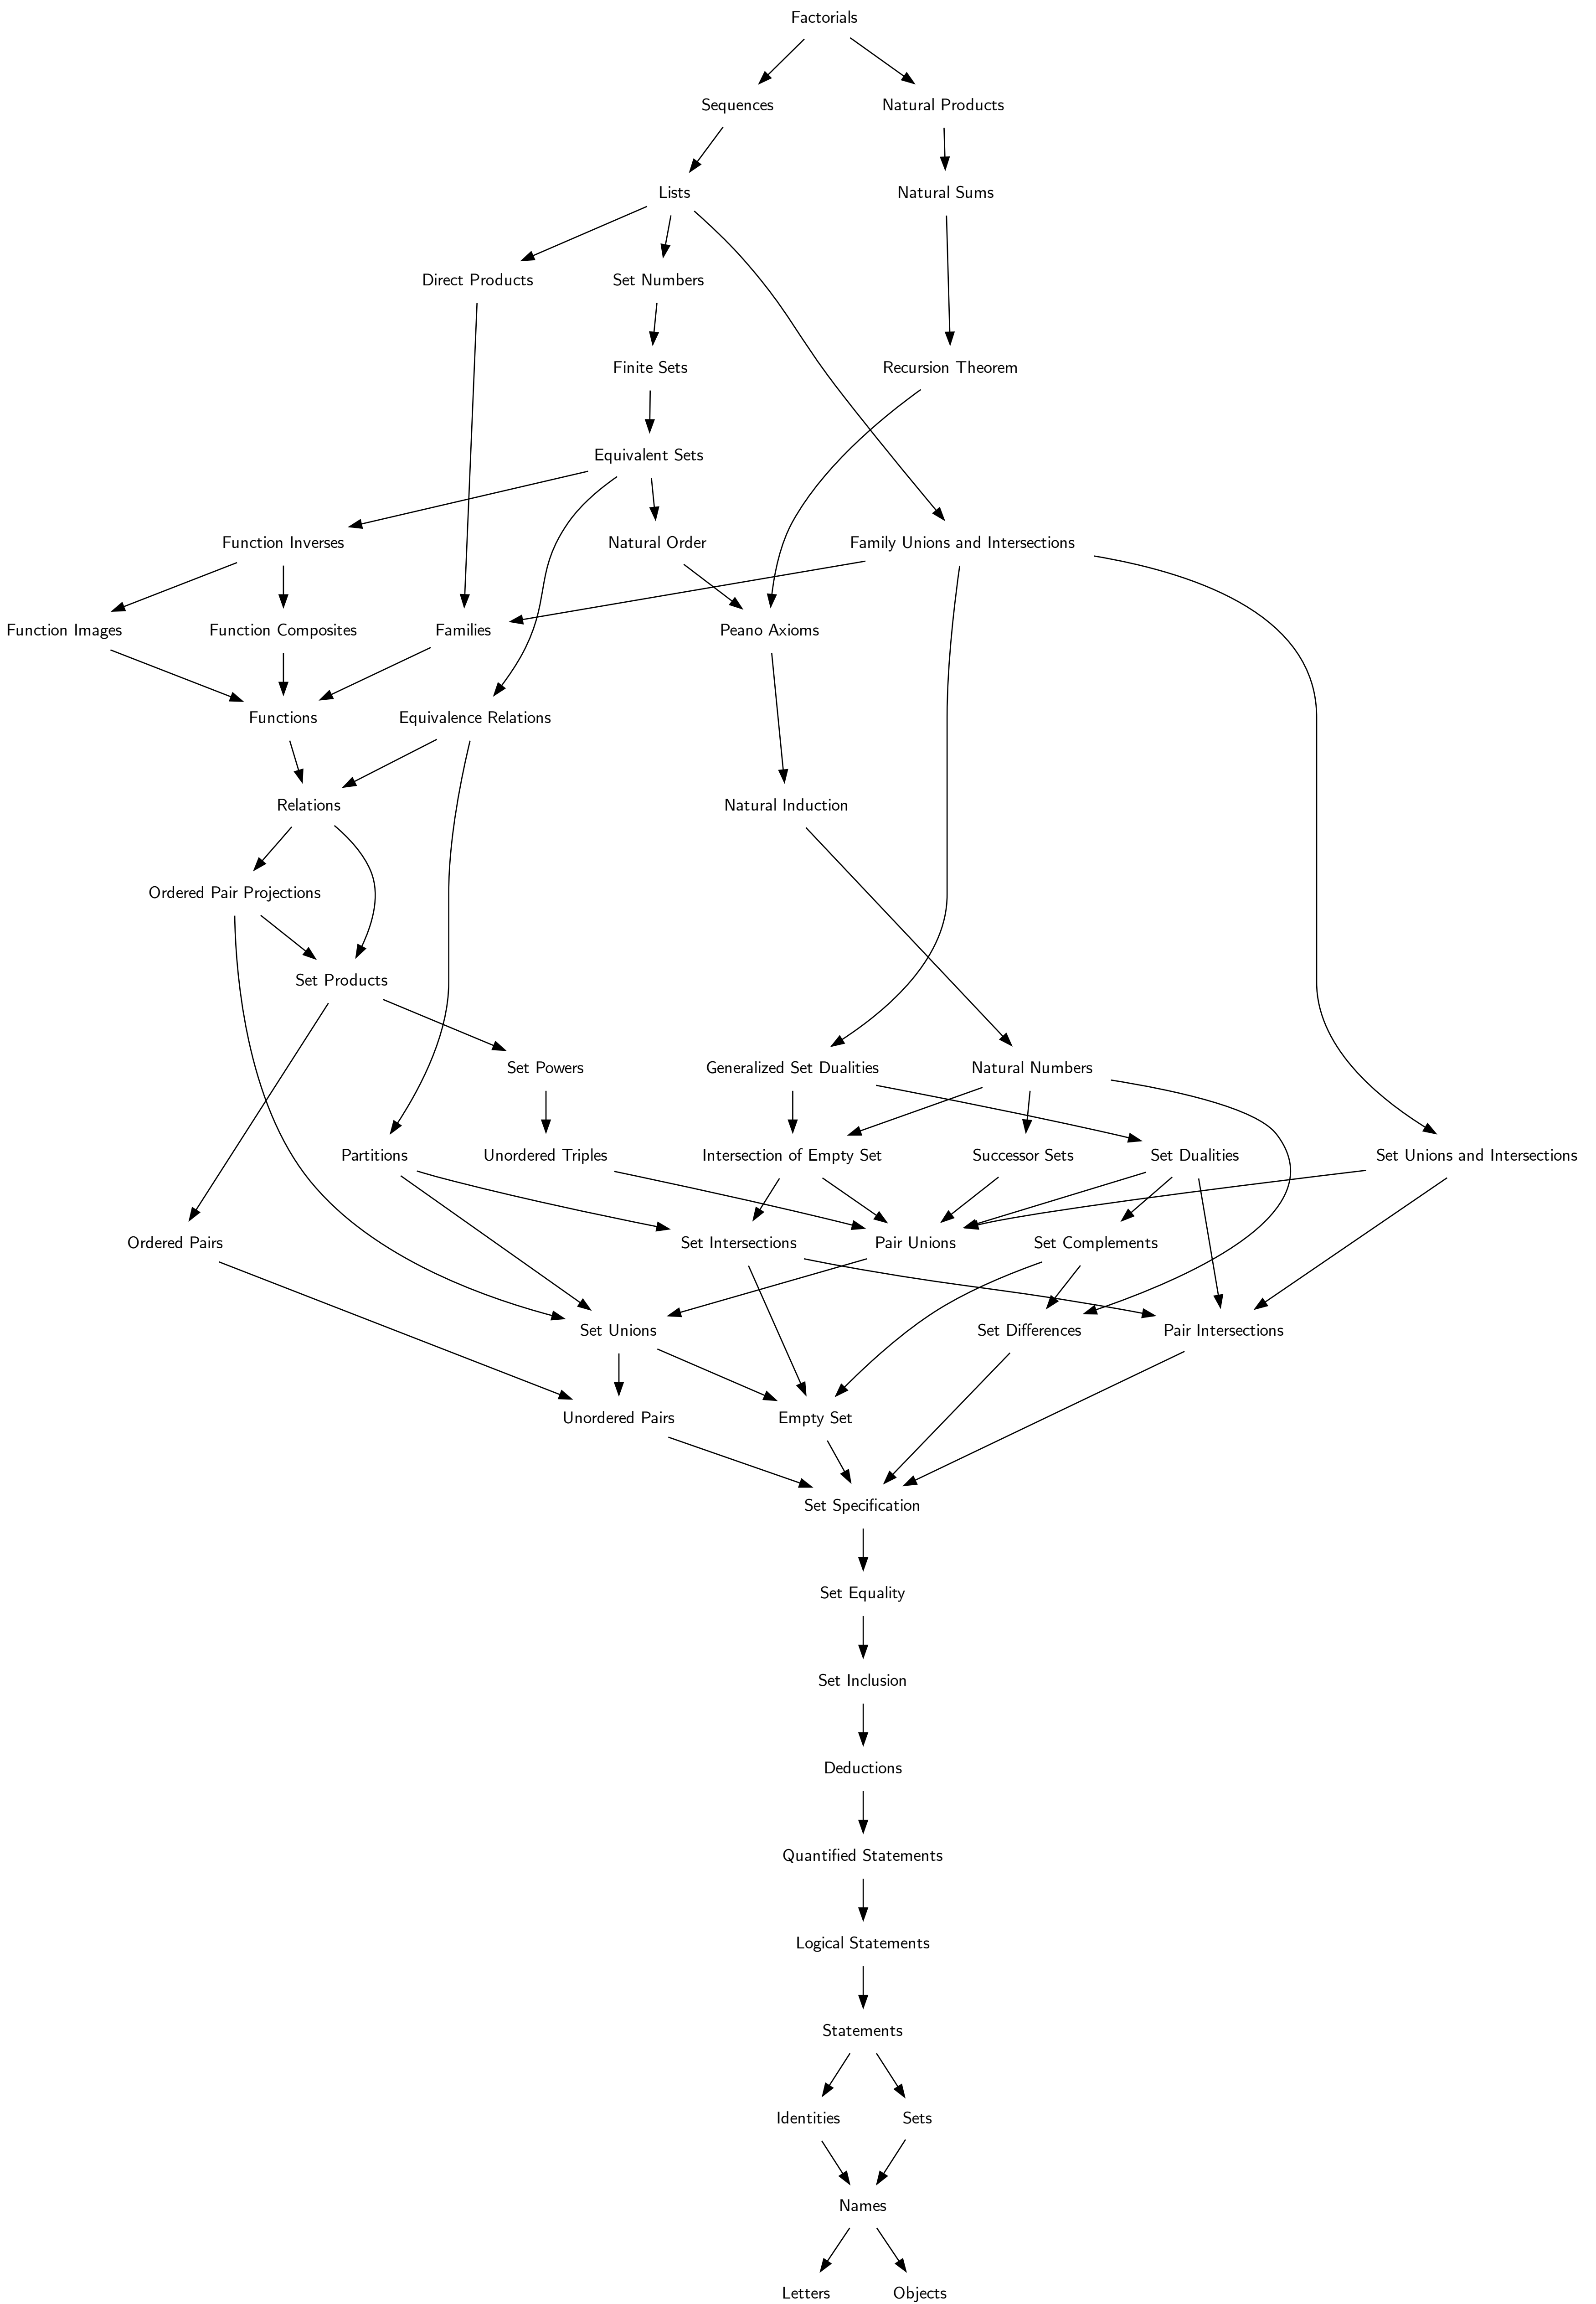 Factorials
Sequences
Natural Products
Lists
Natural Sums
Direct Products
Set Numbers
Finite Sets
Recursion Theorem
Equivalent Sets
Function Inverses
Natural Order
Family Unions and Intersections
Function Images
Function Composites
Families
Peano Axioms
Functions
Equivalence Relations
Relations
Natural Induction
Ordered Pair Projections
Set Products
Set Powers
Generalized Set Dualities
Natural Numbers
Partitions
Unordered Triples
Intersection of Empty Set
Successor Sets
Set Dualities
Set Unions and Intersections
Ordered Pairs
Set Intersections
Pair Unions
Set Complements
Set Unions
Set Differences
Pair Intersections
Unordered Pairs
Empty Set
Set Specification
Set Equality
Set Inclusion
Deductions
Quantified Statements
Logical Statements
Statements
Identities
Sets
Names
Letters
Objects